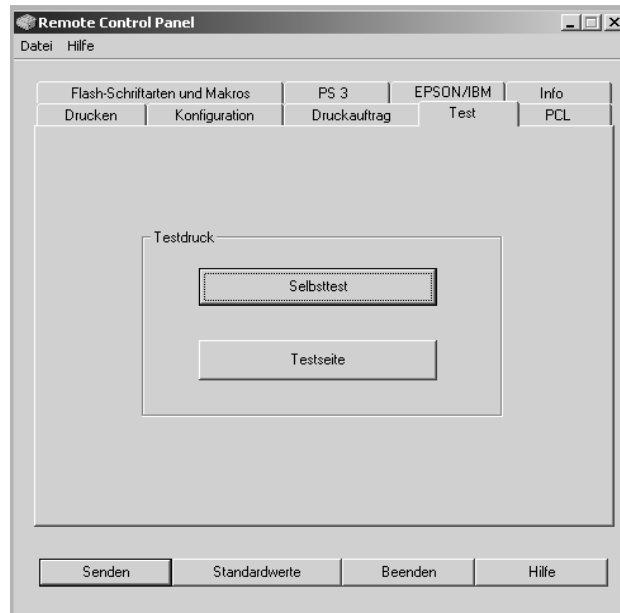 Remote Control Panel
Datei Hilfe
Flash-Schriftarten und Makros PS 3 EPSON/IBM Info
Drucken Konfiguration Druckauftrag Test PCL
Testdruck
Selbsttest
Testseite
Senden Standardwerte Beenden Hilfe